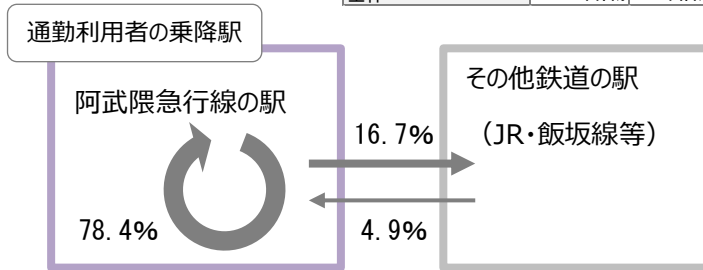 通勤利用者の乗降駅
阿武隈急行線の駅
78.4%
16.7%
4.9%
その他鉄道の駅
（JR・飯坂線等）